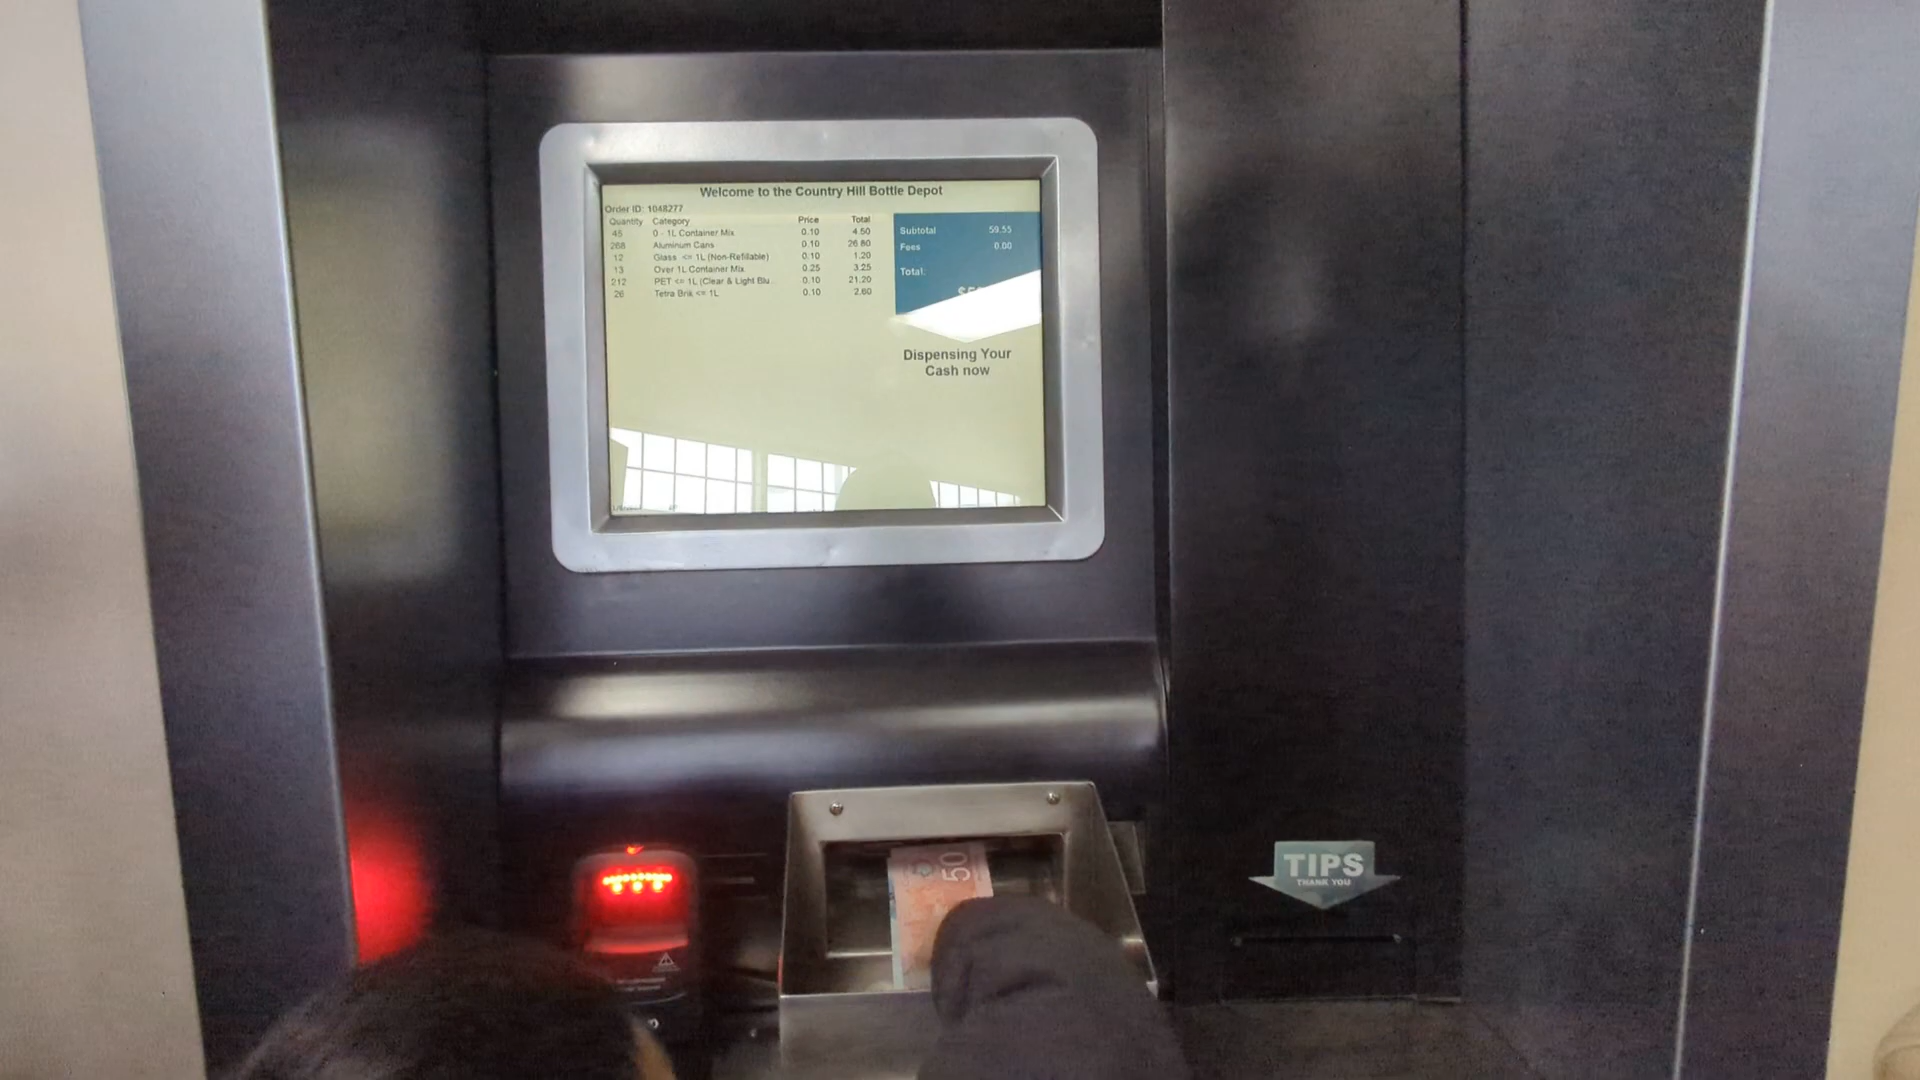 Welcome to the Country Hill Bottle Depot
Order ID: 1048277
Quantity Category Price Total
45 0 - 1L Container Mix 0.10 4.50
268 Aluminum Cans 0.10 26.80
12 Glass <= 1L (Non-Refillable) 0.10 1.20
13 Over 1L Container Mix 0.25 3.25
212 PET <= 1L (Clear & Light Blu 0.10 21.20
26 Tetra Brik <= 1L 0.10 2.60
Subtotal 59.55
Fees 0.00
Total:
Dispensing Your
Cash now
50
TIPS
THANK YOU